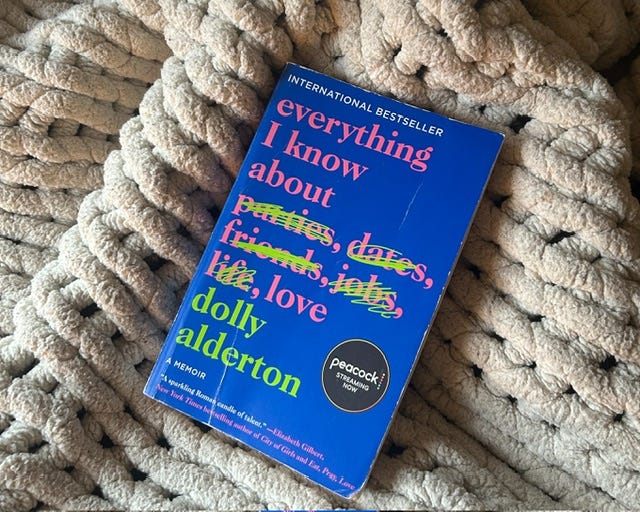 INTERNATIONAL BESTSELLER
everything
I know
about
parties, dates,
friends, jobs,
life, love
dolly
alderton
A MEMOIR
peacock
STREAMING
NOW
"A sparkling Roman candle of talent." —Elizabeth Gilbert,
New York Times bestselling author of City of Girls and Eat, Pray, Love